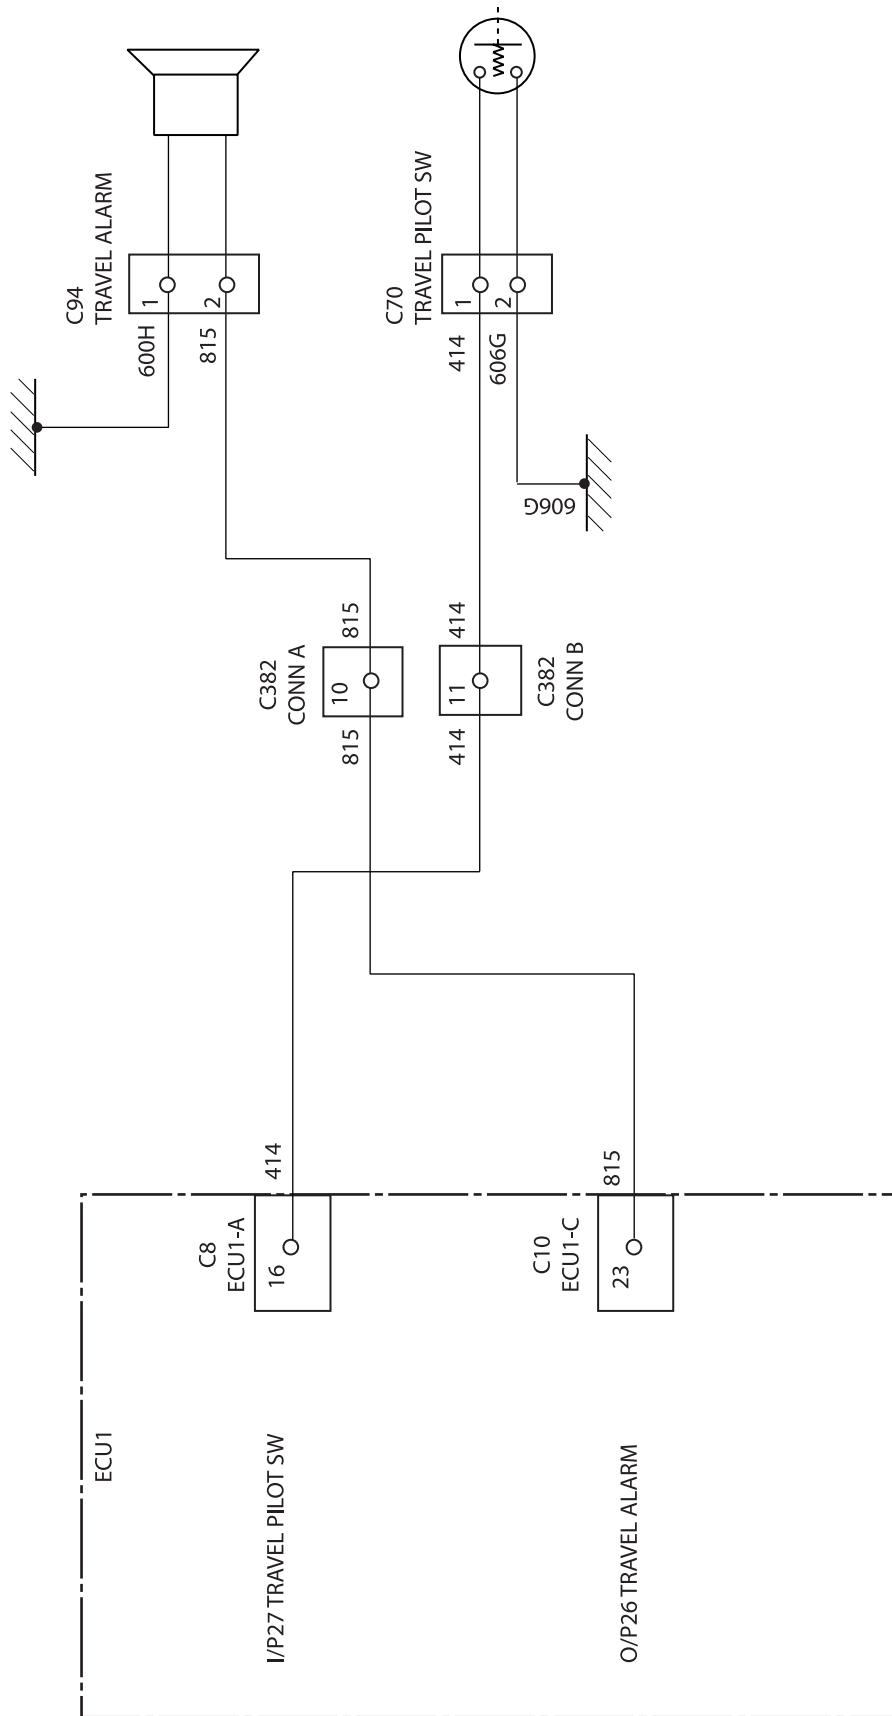 C94
TRAVEL ALARM
1
2
600H
815
C70
TRAVEL PILOT SW
1
2
414
606G
606G
815
C382
CONN A
10
815
414
11
C382
CONN B
414
414
C8
ECU1-A
16
815
C10
ECU1-C
23
ECU1
I/P27 TRAVEL PILOT SW
O/P26 TRAVEL ALARM